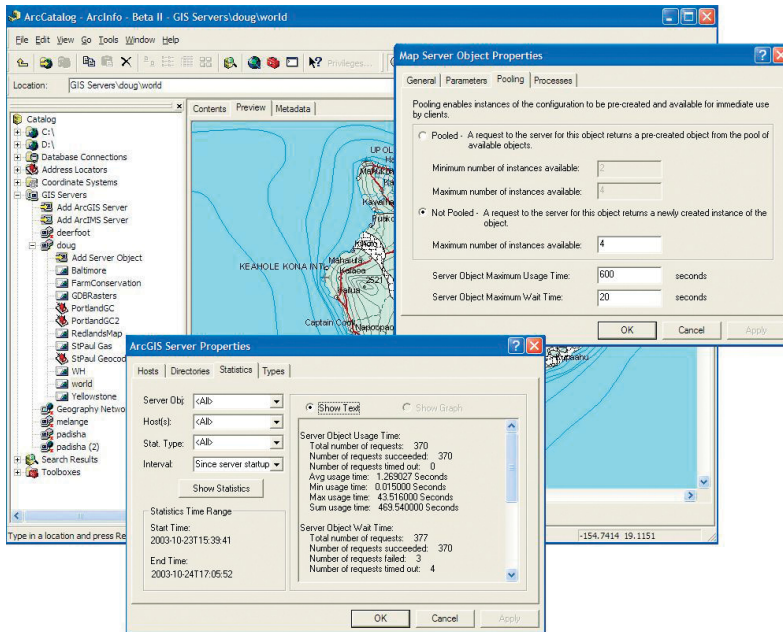 ArcCatalog - ArcInfo - Beta II - GIS Servers\doug\world
File Edit View Go Tools Window Help
Privileges...
Location: GIS Servers\doug\world
Catalog
C:\
D:\
Database Connections
Address Locators
Coordinate Systems
GIS Servers
Add ArcGIS Server
Add ArcIMS Server
deerfoot
doug
Add Server Object
Baltimore
FarmConservation
GDBRasters
PortlandGC
PortlandGC2
RedlandsMap
StPaul Gas
StPaul Geocod
WH
world
Yellowstone
Geography Netwo
melange
padisha
padisha (2)
Search Results
Toolboxes
Type in a location and press Re
Contents Preview Metadata
UPOL
KEAHOLE KONA INT
Kailua
2521
Captain Coo
Napoopoo
-154.7414 19.1151
Map Server Object Properties
General Parameters Pooling Processes
Pooling enables instances of the configuration to be pre-created and available for immediate use
by clients.
Pooled - A request to the server for this object returns a pre-created object from the pool of
available objects.
Minimum number of instances available: 2
Maximum number of instances available: 4
Not Pooled - A request to the server for this object returns a newly created instance of the
object.
Maximum number of instances available: 4
Server Object Maximum Usage Time: 600 seconds
Server Object Maximum Wait Time: 20 seconds
OK Cancel Apply
ArcGIS Server Properties
Hosts Directories Statistics Types
Server Obj: <All>
Host(s): <All>
Stat. Type: <All>
Interval: Since server startup
Show Statistics
Statistics Time Range
Start Time:
2003-10-23T15:39:41
End Time:
2003-10-24T17:05:52
Show Text Show Graph
Server Object Usage Time:
Total number of requests: 370
Number of requests succeeded: 370
Number of requests timed out: 0
Avg usage time: 1.269027 Seconds
Min usage time: 0.015000 Seconds
Max usage time: 43.516000 Seconds
Sum usage time: 469.540000 Seconds
Server Object Wait Time:
Total number of requests: 377
Number of requests succeeded: 370
Number of requests failed: 3
Number of requests timed out: 4
OK Cancel Apply